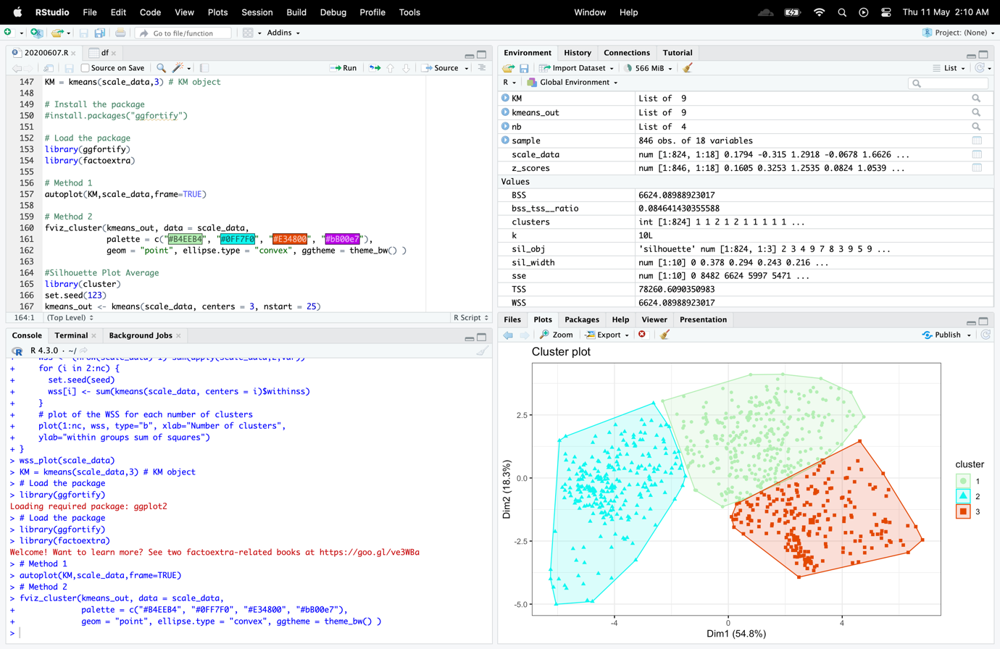 RStudio File Edit Code View Plots Session Build Debug Profile Tools Window Help Thu 11 May 2:10 AM
Go to file/function Addins Project: (None)
20200607.R df
Source on Save Run Source
147 KM = kmeans(scale_data,3) # KM object
148
149 # Install the package
150 #install.packages("ggfortify")
151
152 # Load the package
153 library(ggfortify)
154 library(factoextra)
155
156 # Method 1
157 autoplot(KM,scale_data,frame=TRUE)
158
159 # Method 2
160 fviz_cluster(kmeans_out, data = scale_data,
161 palette = c("#B4EEB4", "#0FF7F0", "#E34800", "#bB00e7"),
162 geom = "point", ellipse.type = "convex", ggtheme = theme_bw() )
163
164 #Silhouette Plot Average
165 library(cluster)
166 set.seed(123)
167 kmeans_out <- kmeans(scale_data, centers = 3, nstart = 25)
164:1 (Top Level) R Script
Console Terminal Background Jobs
R 4.3.0 · ~/
+ wss <- (nrow(scale_data)-1)*sum(apply(scale_data,2,var))
+ for (i in 2:nc) {
+ set.seed(seed)
+ wss[i] <- sum(kmeans(scale_data, centers = i)$withinss)
+ }
+ # plot of the WSS for each number of clusters
+ plot(1:nc, wss, type="b", xlab="Number of clusters",
+ ylab="within groups sum of squares")
+ }
> wss_plot(scale_data)
> KM = kmeans(scale_data,3) # KM object
> # Load the package
> library(ggfortify)
Loading required package: ggplot2
> # Load the package
> library(ggfortify)
> library(factoextra)
Welcome! Want to learn more? See two factoextra-related books at https://goo.gl/ve3WBa
> # Method 1
> autoplot(KM,scale_data,frame=TRUE)
> # Method 2
> fviz_cluster(kmeans_out, data = scale_data,
+ palette = c("#B4EEB4", "#0FF7F0", "#E34800", "#bB00e7"),
+ geom = "point", ellipse.type = "convex", ggtheme = theme_bw() )
>
Environment History Connections Tutorial
Import Dataset 566 MiB List
R Global Environment
KM List of 9
kmeans_out List of 9
nb List of 4
sample 846 obs. of 18 variables
scale_data num [1:824, 1:18] 0.1794 -0.315 1.2918 -0.0678 1.6626 ...
z_scores num [1:846, 1:18] 0.1605 0.3253 1.2535 0.0824 1.0539 ...
Values
BSS 6624.08988923017
bss_tss__ratio 0.084641430355588
clusters int [1:824] 1 1 2 1 2 1 1 1 1 1 ...
k 10L
sil_obj 'silhouette' num [1:824, 1:3] 2 3 4 9 7 8 3 9 5 9 ...
sil_width num [1:10] 0 0.378 0.294 0.243 0.216 ...
sse num [1:10] 0 8482 6624 5997 5471 ...
TSS 78260.6090350983
WSS 6624.08988923017
Files Plots Packages Help Viewer Presentation
Zoom Export Publish
Cluster plot
2.5
0.0
-2.5
-5.0
Dim2 (18.3%)
-4 0 4
Dim1 (54.8%)
cluster
1
2
3